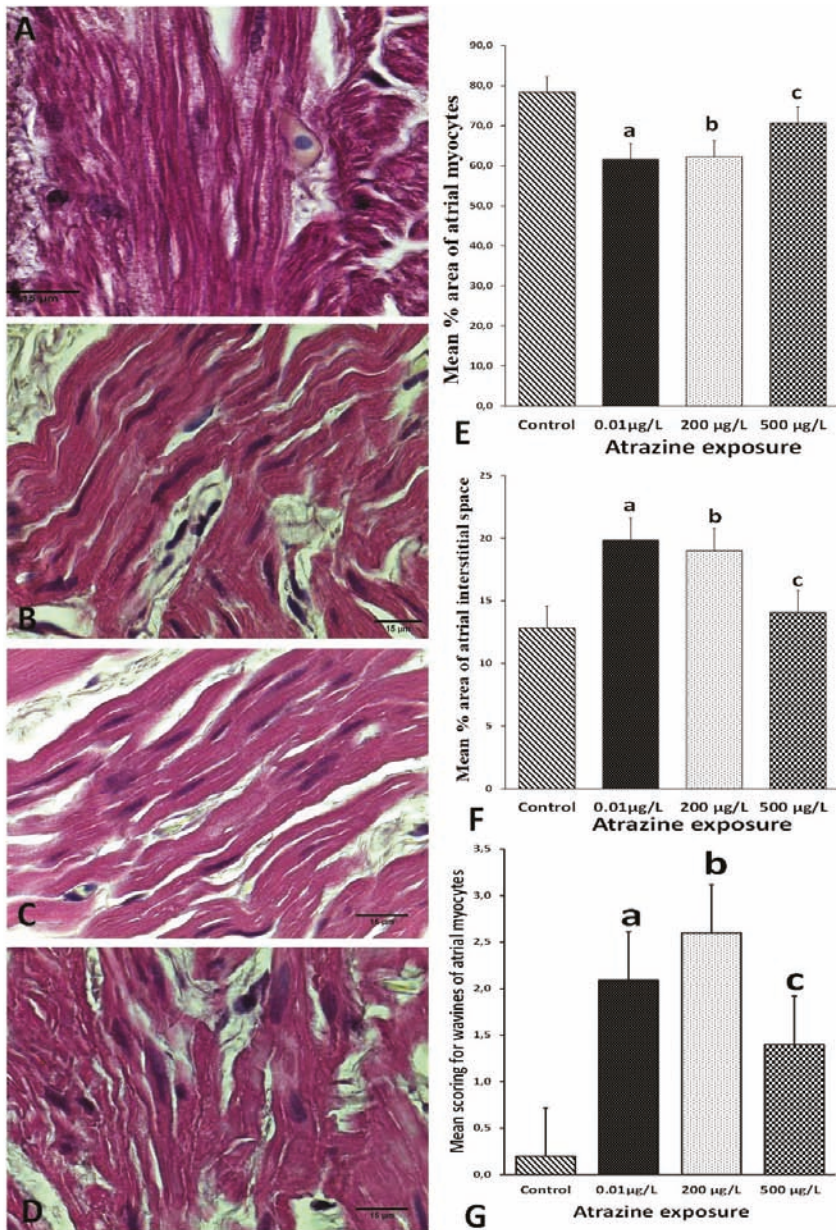 A
15 µm
B
15 µm
C
15 µm
D
15 µm
Mean % area of atrial myocytes
90,0
80,0
70,0
60,0
50,0
40,0
30,0
20,0
10,0
0,0
a
b
c
Control 0.01µg/L 200 µg/L 500 µg/L
E Atrazine exposure
Mean % area of atrial interstitial space
25
20
15
10
5
0
a
b
c
Control 0.01µg/L 200 µg/L 500 µg/L
F Atrazine exposure
Mean scoring for wavines of atrial myocytes
3,5
3,0
2,5
2,0
1,5
1,0
0,5
0,0
a
b
c
Control 0.01µg/L 200 µg/L 500 µg/L
Atrazine exposure G